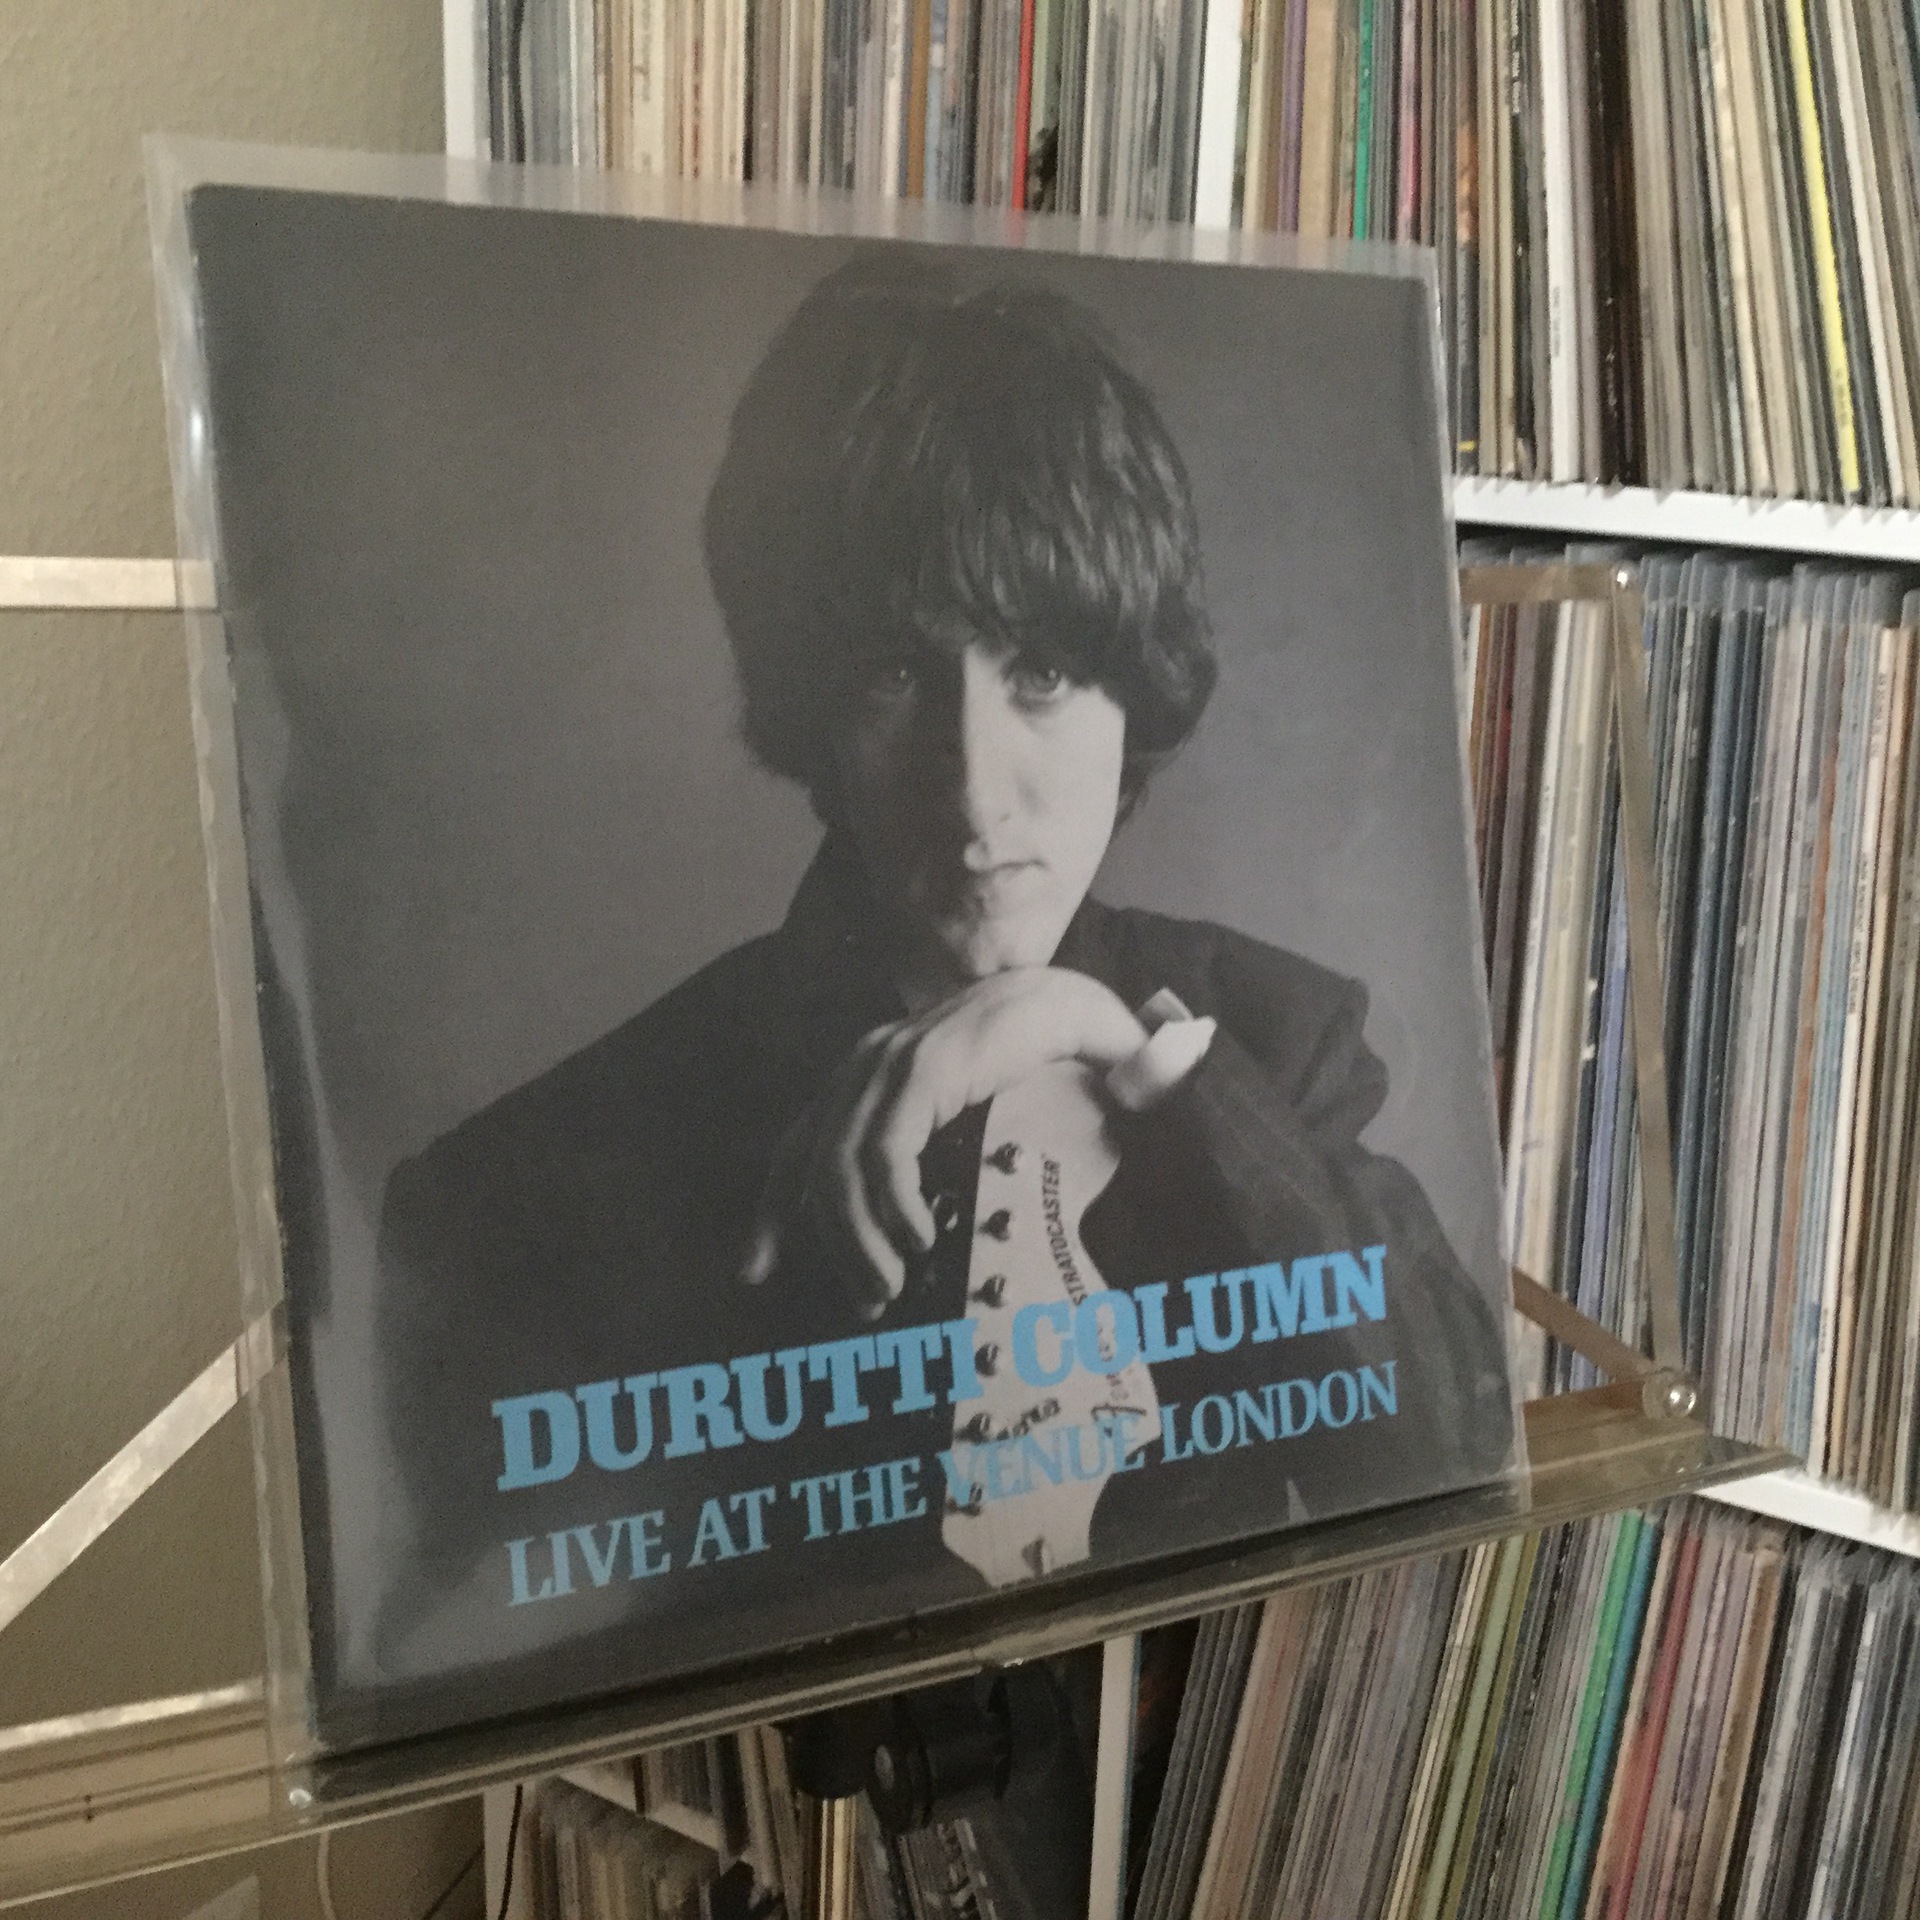 STRATOCASTER
DURUTTI COLUMN
LIVE AT THE VENUE LONDON